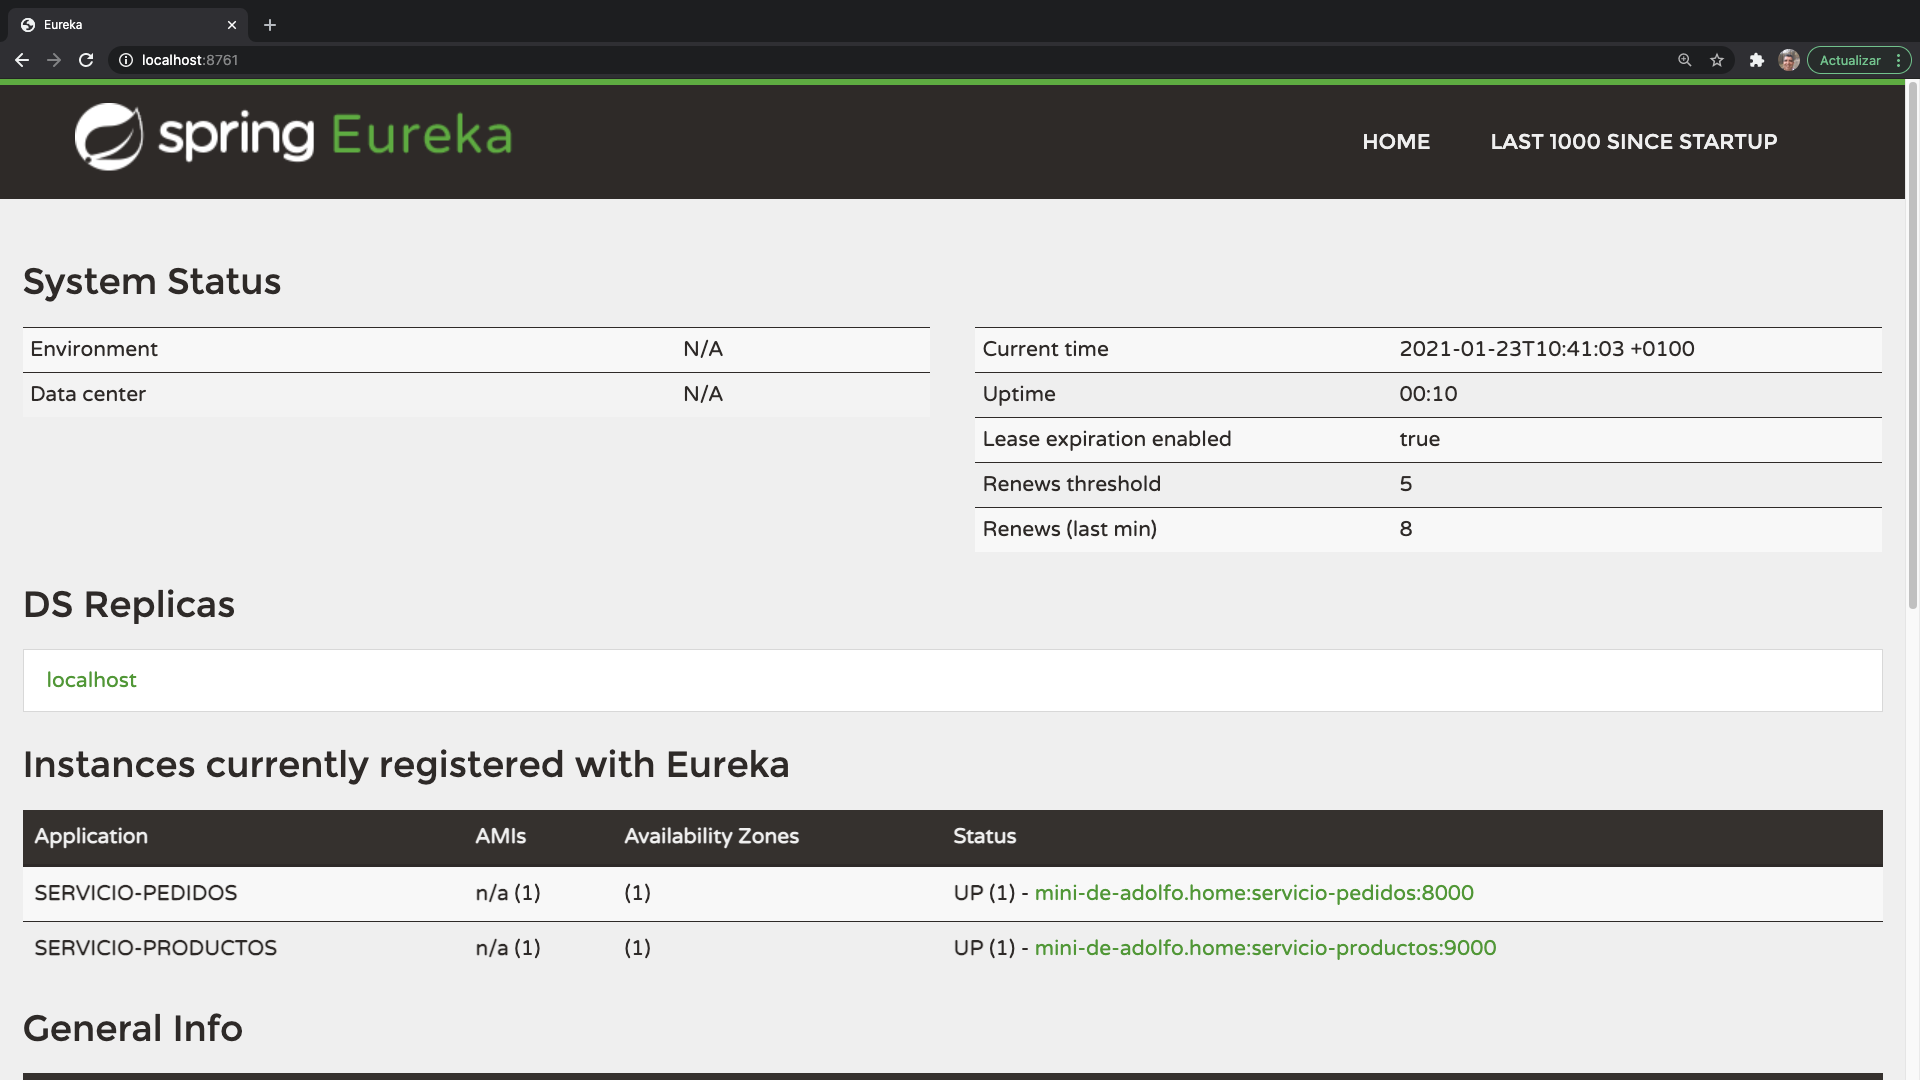 Eureka
localhost:8761
Actualizar
spring Eureka
HOME
LAST 1000 SINCE STARTUP
System Status
Environment N/A
Data center N/A
Current time 2021-01-23T10:41:03 +0100
Uptime 00:10
Lease expiration enabled true
Renews threshold 5
Renews (last min) 8
DS Replicas
localhost
Instances currently registered with Eureka
Application AMIs Availability Zones Status
SERVICIO-PEDIDOS n/a (1) (1) UP (1) - mini-de-adolfo.home:servicio-pedidos:8000
SERVICIO-PRODUCTOS n/a (1) (1) UP (1) - mini-de-adolfo.home:servicio-productos:9000
General Info